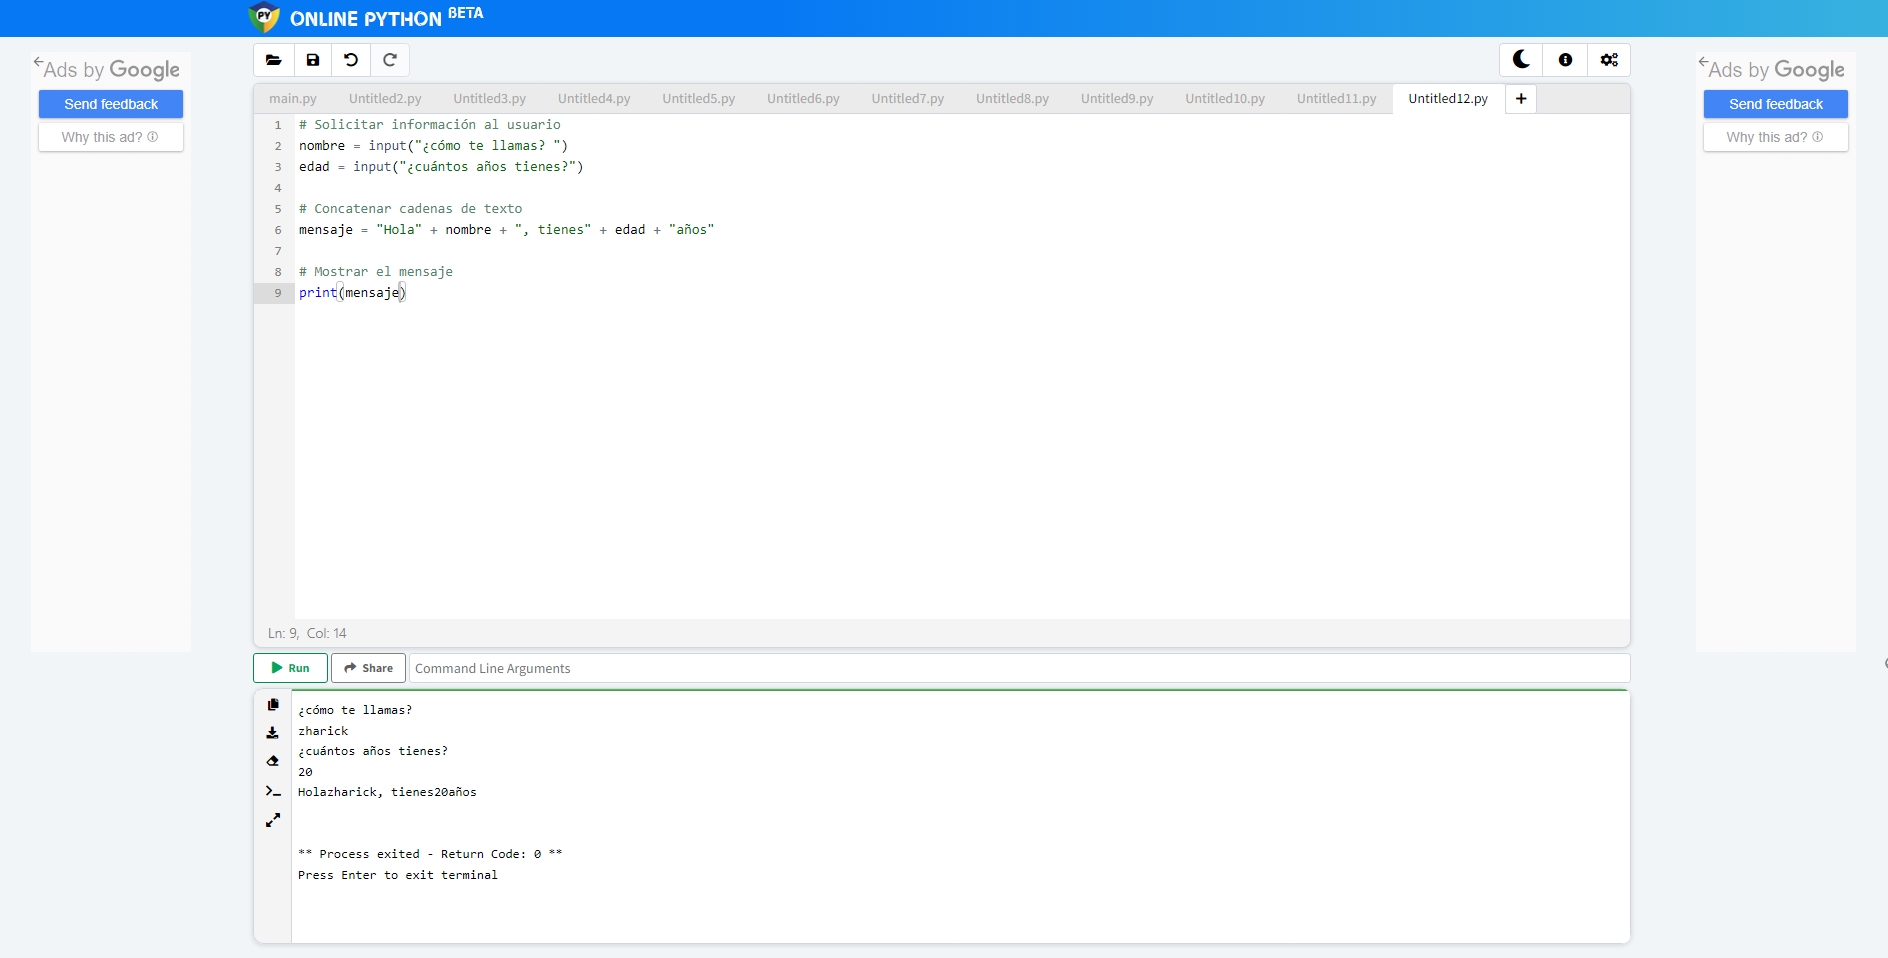 PY ONLINE PYTHON BETA
Ads by Google
Send feedback
Why this ad?
Ads by Google
Send feedback
Why this ad?
main.py Untitled2.py Untitled3.py Untitled4.py Untitled5.py Untitled6.py Untitled7.py Untitled8.py Untitled9.py Untitled10.py Untitled11.py Untitled12.py +
1 # Solicitar información al usuario
2 nombre = input("¿cómo te llamas? ")
3 edad = input("¿cuántos años tienes?")
4
5 # Concatenar cadenas de texto
6 mensaje = "Hola" + nombre + ", tienes" + edad + "años"
7
8 # Mostrar el mensaje
9 print(mensaje)
Ln: 9, Col: 14
Run Share Command Line Arguments
¿cómo te llamas?
zharick
¿cuántos años tienes?
20
Holazharick, tienes20años
** Process exited - Return Code: 0 **
Press Enter to exit terminal